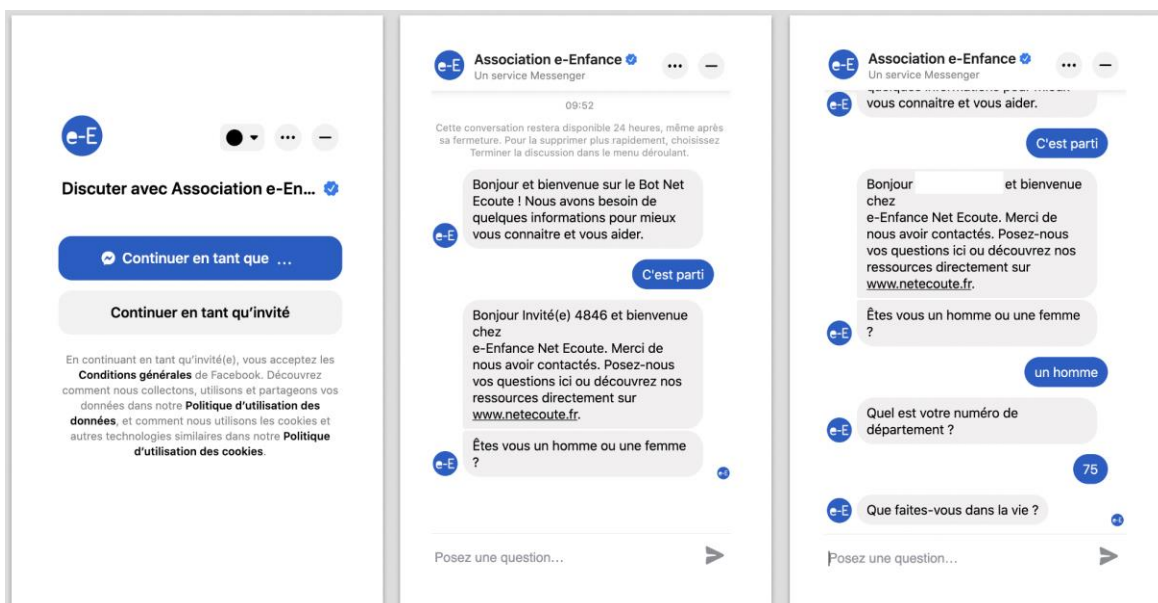 e-E
Discuter avec Association e-En...
Continuer en tant que ...
Continuer en tant qu'invité
En continuant en tant qu'invité(e), vous acceptez les
Conditions générales de Facebook. Découvrez
comment nous collectons, utilisons et partageons vos
données dans notre Politique d'utilisation des
données, et comment nous utilisons les cookies et
autres technologies similaires dans notre Politique
d'utilisation des cookies.
e-E
Association e-Enfance
Un service Messenger
09:52
Cette conversation restera disponible 24 heures, même après
sa fermeture. Pour la supprimer plus rapidement, choisissez
Terminer la discussion dans le menu déroulant.
Bonjour et bienvenue sur le Bot Net
Ecoute ! Nous avons besoin de
quelques informations pour mieux
vous connaitre et vous aider.
e-E
C'est parti
Bonjour Invité(e) 4846 et bienvenue
chez
e-Enfance Net Ecoute. Merci de
nous avoir contactés. Posez-nous
vos questions ici ou découvrez nos
ressources directement sur
www.netecoute.fr.
Êtes vous un homme ou une femme
?
e-E
e-E
Posez une question...
e-E
Association e-Enfance
Un service Messenger
quelques informations pour mieux
vous connaitre et vous aider.
e-E
C'est parti
Bonjour et bienvenue
chez
e-Enfance Net Ecoute. Merci de
nous avoir contactés. Posez-nous
vos questions ici ou découvrez nos
ressources directement sur
www.netecoute.fr.
Êtes vous un homme ou une femme
?
e-E
un homme
Quel est votre numéro de
département ?
e-E
75
e-E
Que faites-vous dans la vie ?
e-E
Posez une question...